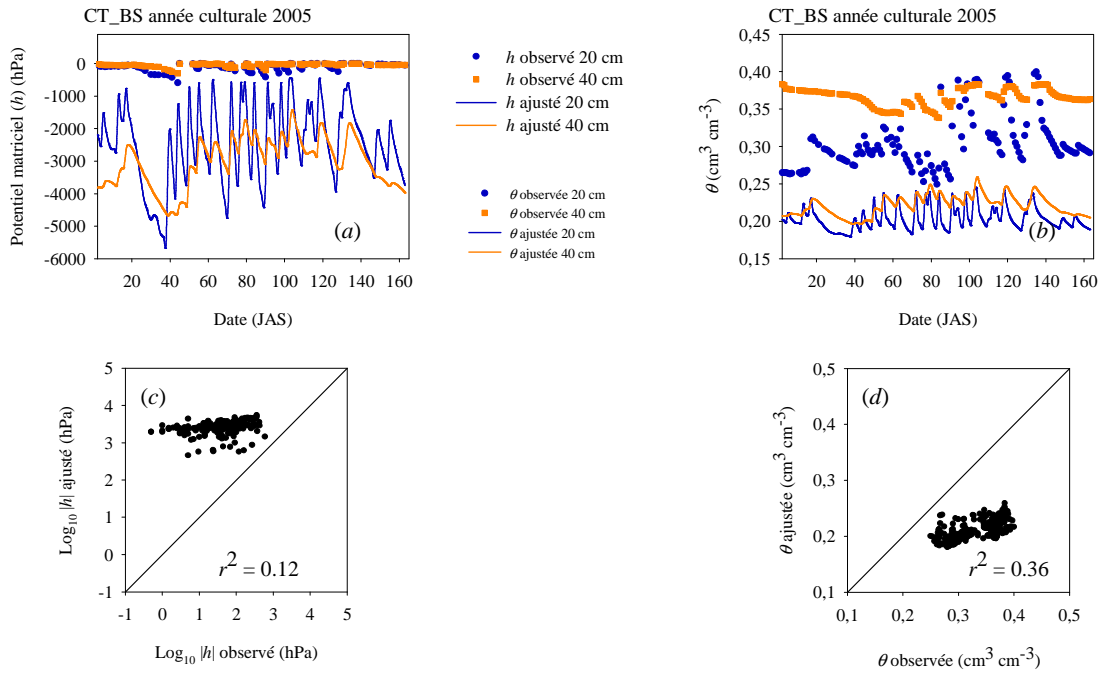 CT_BS année culturale 2005
Potentiel matriciel (h) (hPa)
0
-1000
-2000
-3000
-4000
-5000
-6000
(a)
20 40 60 80 100 120 140 160
Date (JAS)
h observé 20 cm
h observé 40 cm
h ajusté 20 cm
h ajusté 40 cm
θ observée 20 cm
θ observée 40 cm
θ ajustée 20 cm
θ ajustée 40 cm
CT_BS année culturale 2005
θ (cm³ cm⁻³)
0,45
0,40
0,35
0,30
0,25
0,20
0,15
(b)
20 40 60 80 100 120 140 160
Date (JAS)
Log₁₀ |h| ajusté (hPa)
5
4
3
2
1
0
-1
(c)
r² = 0.12
-1 0 1 2 3 4 5
Log₁₀ |h| observé (hPa)
θ ajustée (cm³ cm⁻³)
0,5
0,4
0,3
0,2
0,1
(d)
r² = 0.36
0,1 0,2 0,3 0,4 0,5
θ observée (cm³ cm⁻³)